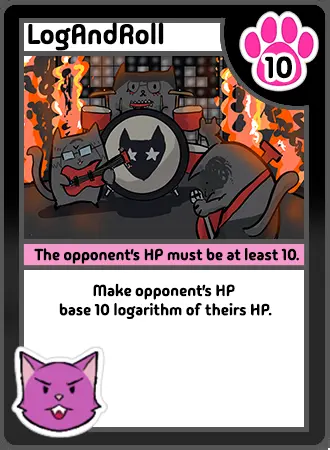 LogAndRoll
10
The opponent's HP must be at least 10.
Make opponent's HP
base 10 logarithm of theirs HP.